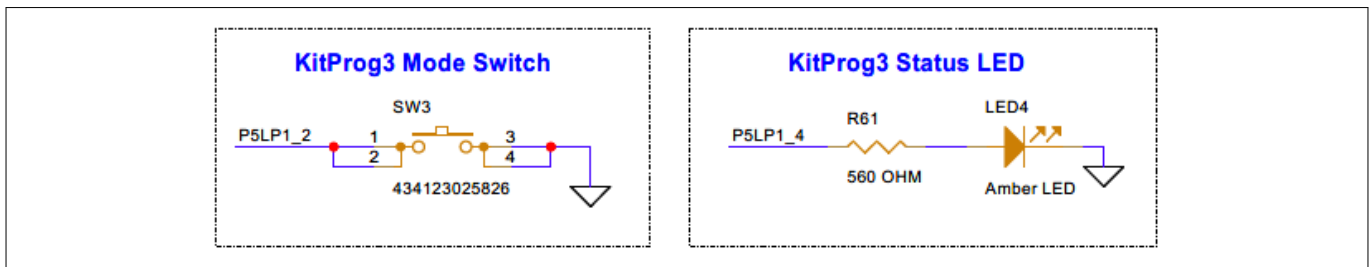 KitProg3 Mode Switch
SW3
P5LP1_2
1
2
3
4
434123025826
KitProg3 Status LED
LED4
R61
P5LP1_4
560 OHM
Amber LED